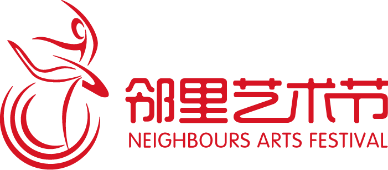 邻里艺术节
NEIGHBOURS ARTS FESTIVAL